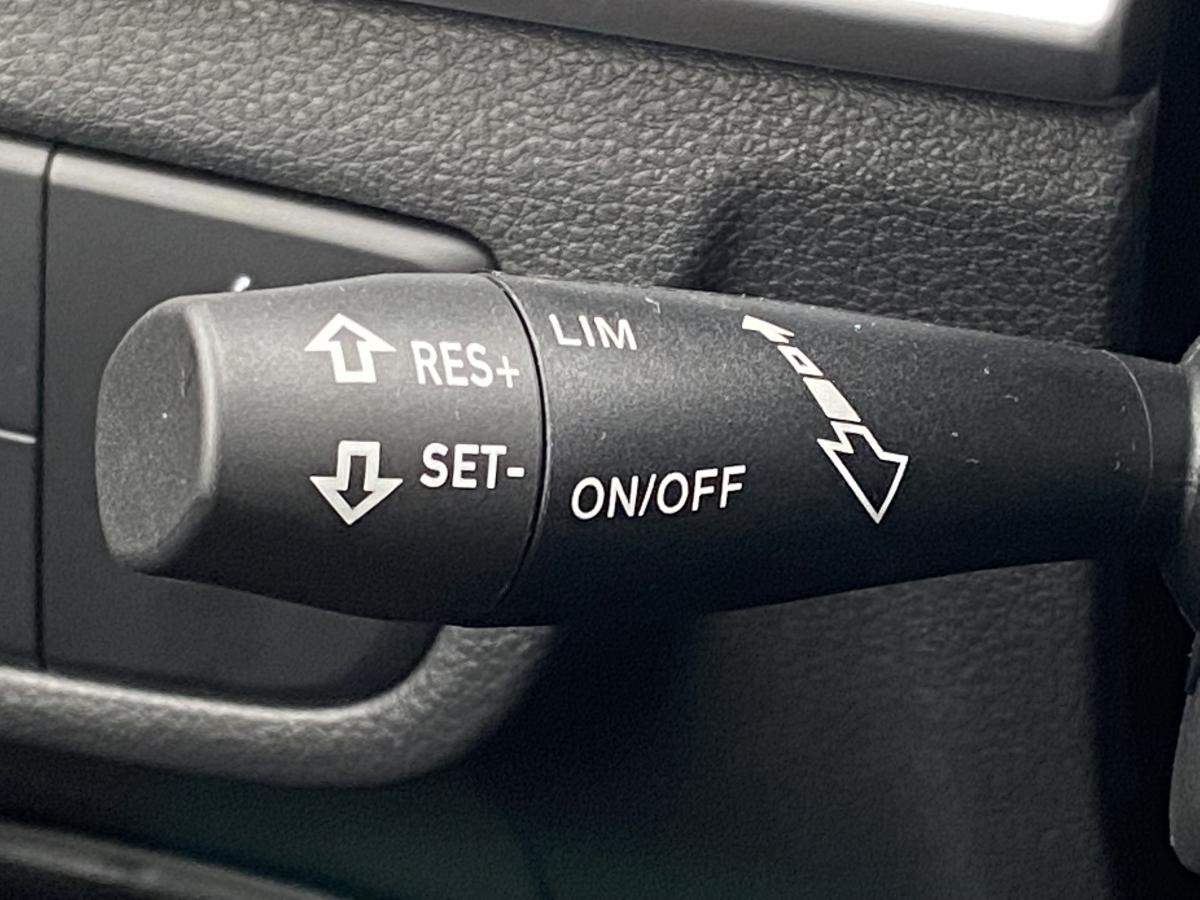 RES+
SET-
LIM
ON/OFF